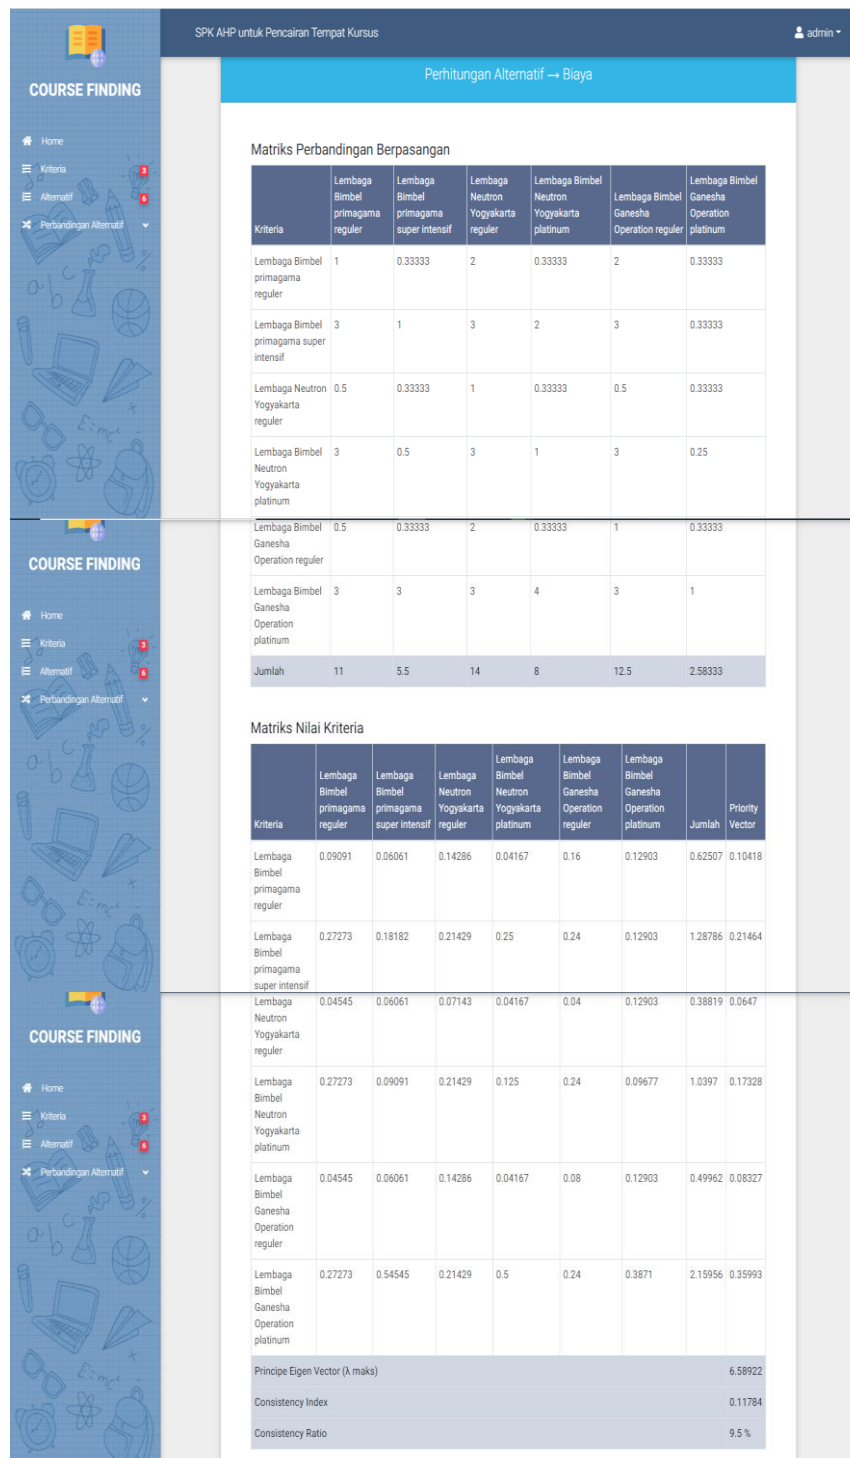 SPK AHP untuk Pencairan Tempat Kursus
admin
COURSE FINDING
Home
Kriteria 3
Alternatif 6
Perbandingan Alternatif
Perhitungan Alternatif → Biaya
Matriks Perbandingan Berpasangan
Kriteria | Lembaga Bimbel primagama reguler | Lembaga Bimbel primagama super intensif | Lembaga Neutron Yogyakarta reguler | Lembaga Bimbel Neutron Yogyakarta platinum | Lembaga Bimbel Ganesha Operation reguler | Lembaga Bimbel Ganesha Operation platinum
Lembaga Bimbel primagama reguler 1 0.33333 2 0.33333 2 0.33333
Lembaga Bimbel primagama super intensif 3 1 3 2 3 0.33333
Lembaga Neutron Yogyakarta reguler 0.5 0.33333 1 0.33333 0.5 0.33333
Lembaga Bimbel Neutron Yogyakarta platinum 3 0.5 3 1 3 0.25
COURSE FINDING
Home
Kriteria 3
Alternatif 6
Perbandingan Alternatif
Lembaga Bimbel Ganesha Operation reguler 0.5 0.33333 2 0.33333 1 0.33333
Lembaga Bimbel Ganesha Operation platinum 3 3 3 4 3 1
Jumlah 11 5.5 14 8 12.5 2.58333
Matriks Nilai Kriteria
Kriteria | Lembaga Bimbel primagama reguler | Lembaga Bimbel primagama super intensif | Lembaga Neutron Yogyakarta reguler | Lembaga Bimbel Neutron Yogyakarta platinum | Lembaga Bimbel Ganesha Operation reguler | Lembaga Bimbel Ganesha Operation platinum | Jumlah | Priority Vector
Lembaga Bimbel primagama reguler 0.09091 0.06061 0.14286 0.04167 0.16 0.12903 0.62507 0.10418
Lembaga Bimbel primagama super intensif 0.27273 0.18182 0.21429 0.25 0.24 0.12903 1.28786 0.21464
COURSE FINDING
Home
Kriteria 3
Alternatif 6
Perbandingan Alternatif
Lembaga Neutron Yogyakarta reguler 0.04545 0.06061 0.07143 0.04167 0.04 0.12903 0.38819 0.0647
Lembaga Bimbel Neutron Yogyakarta platinum 0.27273 0.09091 0.21429 0.125 0.24 0.09677 1.0397 0.17328
Lembaga Bimbel Ganesha Operation reguler 0.04545 0.06061 0.14286 0.04167 0.08 0.12903 0.49962 0.08327
Lembaga Bimbel Ganesha Operation platinum 0.27273 0.54545 0.21429 0.5 0.24 0.3871 2.15956 0.35993
Principe Eigen Vector (λ maks) 6.58922
Consistency Index 0.11784
Consistency Ratio 9.5 %